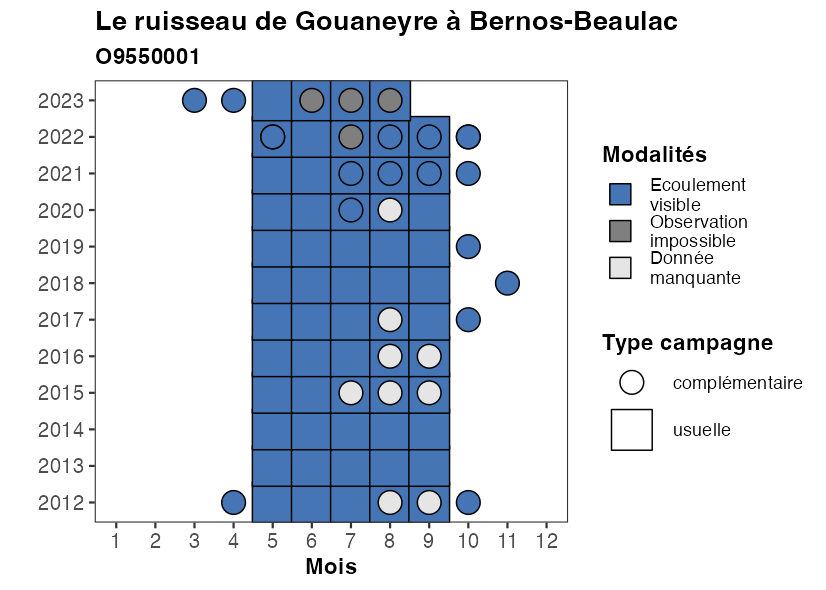 Le ruisseau de Gouaneyre à Bernos-Beaulac
O9550001
2023
2022
2021
2020
2019
2018
2017
2016
2015
2014
2013
2012
1 2 3 4 5 6 7 8 9 10 11 12
Mois
Modalités
Ecoulement
visible
Observation
impossible
Donnée
manquante
Type campagne
complémentaire
usuelle